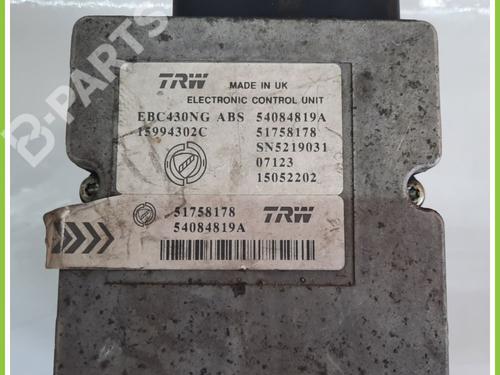 B-PARTS
TRW MADE IN UK
ELECTRONIC CONTROL UNIT
EBC430NG ABS 54084819A
15994302C 51758178
SN5219031
07123
15052202
51758178 TRW
54084819A